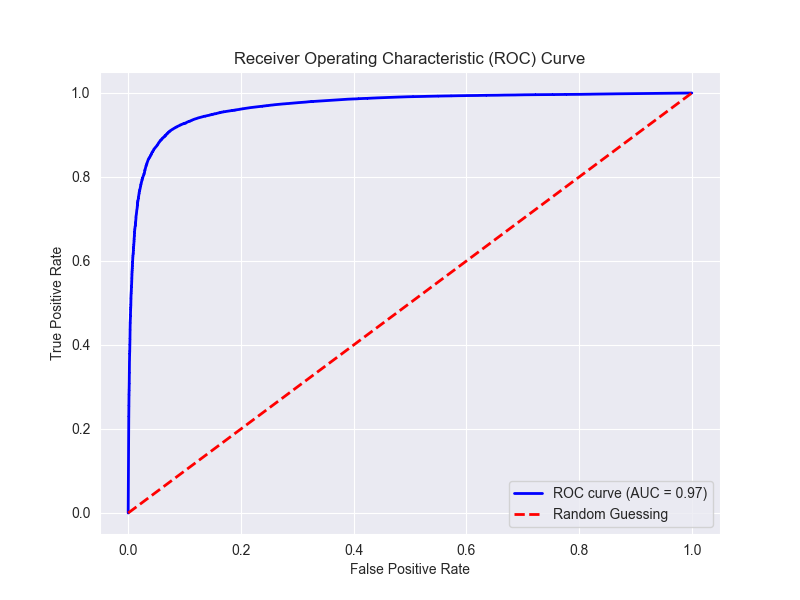 Receiver Operating Characteristic (ROC) Curve
True Positive Rate
1.0
0.8
0.6
0.4
0.2
0.0
ROC curve (AUC = 0.97)
Random Guessing
0.0 0.2 0.4 0.6 0.8 1.0
False Positive Rate